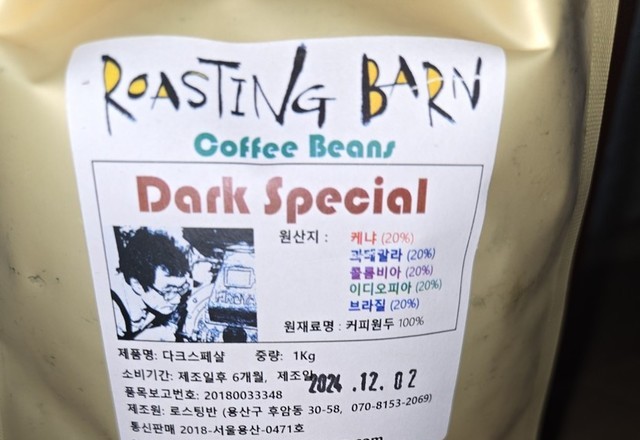 ROASTING BARN
Coffee Beans
Dark Special
원산지 : 케냐 (20%)
과테말라 (20%)
콜롬비아 (20%)
이디오피아 (20%)
브라질 (20%)
원재료명 : 커피원두 100%
제품명: 다크스페샬 중량: 1Kg
소비기간: 제조일후 6개월, 제조일 2024.12.02
품목보고번호: 20180033348
제조원: 로스팅반 (용산구 후암동 30-58, 070-8153-2069)
통신판매 2018-서울용산-0471호